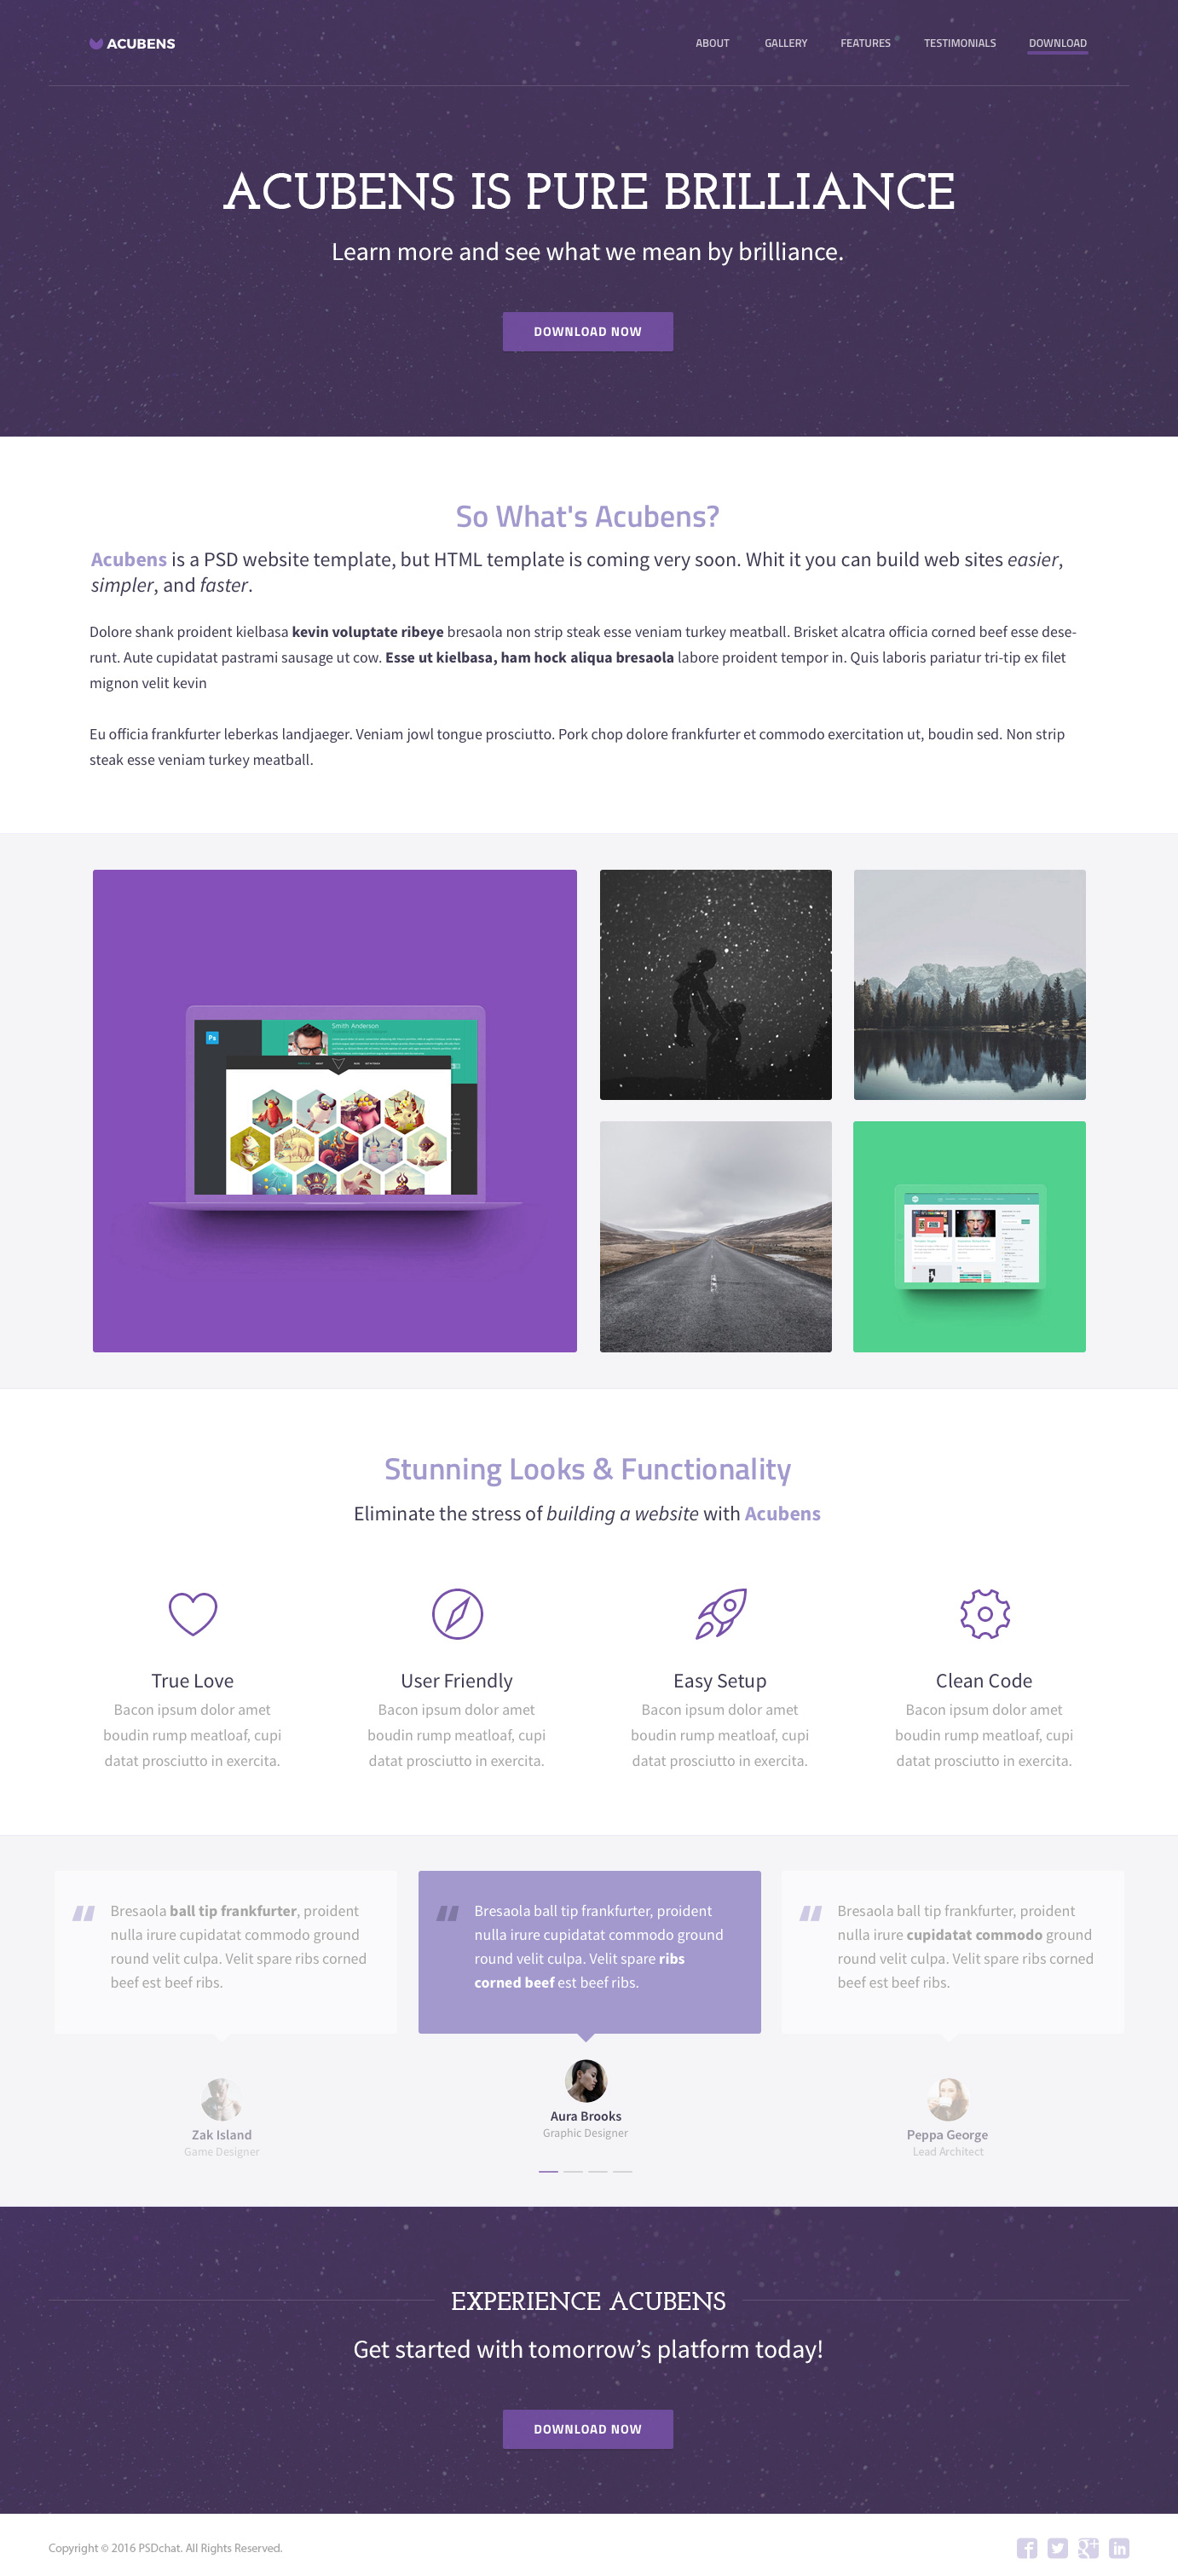 ACUBENS
ABOUT GALLERY FEATURES TESTIMONIALS DOWNLOAD
ACUBENS IS PURE BRILLIANCE
Learn more and see what we mean by brilliance.
DOWNLOAD NOW
So What's Acubens?
Acubens is a PSD website template, but HTML template is coming very soon. Whit it you can build web sites easier,
simpler, and faster.
Dolore shank proident kielbasa kevin voluptate ribeye bresaola non strip steak esse veniam turkey meatball. Brisket alcatra officia corned beef esse dese-
runt. Aute cupidatat pastrami sausage ut cow. Esse ut kielbasa, ham hock aliqua bresaola labore proident tempor in. Quis laboris pariatur tri-tip ex filet
mignon velit kevin
Eu officia frankfurter leberkas landjaeger. Veniam jowl tongue prosciutto. Pork chop dolore frankfurter et commodo exercitation ut, boudin sed. Non strip
steak esse veniam turkey meatball.
Ps
Smith Anderson
Stunning Looks & Functionality
Eliminate the stress of building a website with Acubens
True Love
Bacon ipsum dolor amet
boudin rump meatloaf, cupi
datat prosciutto in exercita.
User Friendly
Bacon ipsum dolor amet
boudin rump meatloaf, cupi
datat prosciutto in exercita.
Easy Setup
Bacon ipsum dolor amet
boudin rump meatloaf, cupi
datat prosciutto in exercita.
Clean Code
Bacon ipsum dolor amet
boudin rump meatloaf, cupi
datat prosciutto in exercita.
Bresaola ball tip frankfurter, proident
nulla irure cupidatat commodo ground
round velit culpa. Velit spare ribs corned
beef est beef ribs.
Zak Island
Game Designer
Bresaola ball tip frankfurter, proident
nulla irure cupidatat commodo ground
round velit culpa. Velit spare ribs
corned beef est beef ribs.
Aura Brooks
Graphic Designer
Bresaola ball tip frankfurter, proident
nulla irure cupidatat commodo ground
round velit culpa. Velit spare ribs corned
beef est beef ribs.
Peppa George
Lead Architect
EXPERIENCE ACUBENS
Get started with tomorrow's platform today!
DOWNLOAD NOW
Copyright © 2016 PSDchat. All Rights Reserved.